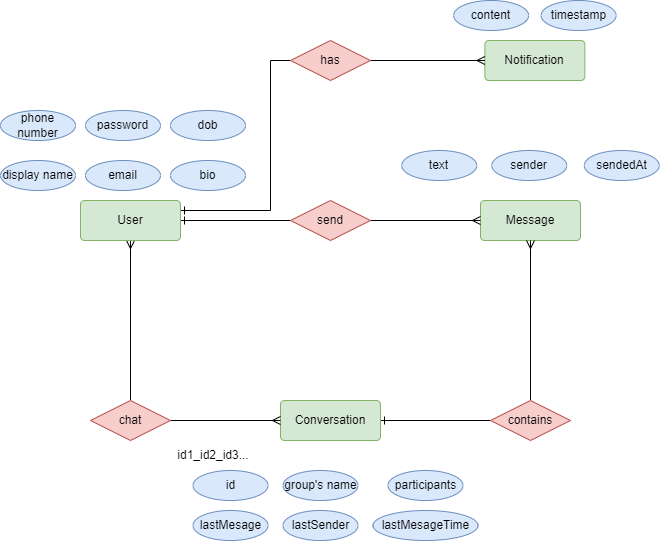 content
timestamp
has
Notification
phone
number
password
dob
display name
email
bio
text
sender
sendedAt
User
send
Message
chat
Conversation
contains
id1_id2_id3...
id
group's name
participants
lastMesage
lastSender
lastMesageTime